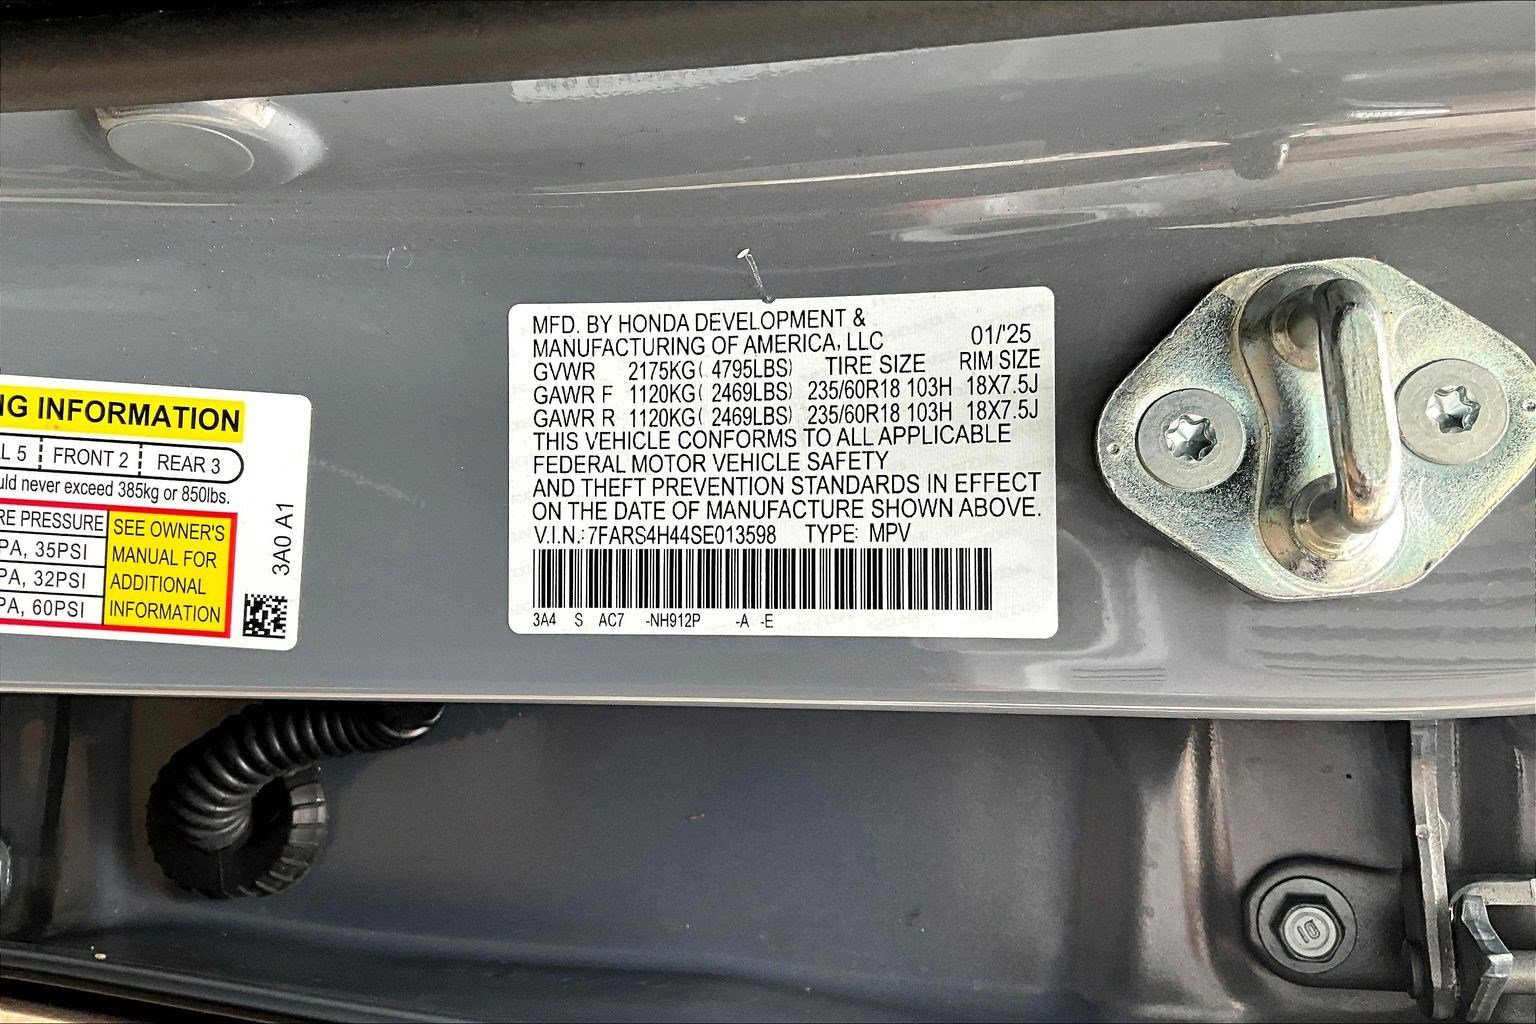 NG INFORMATION
L 5 FRONT 2 REAR 3
uld never exceed 385kg or 850lbs.
RE PRESSURE
PA, 35PSI
PA, 32PSI
PA, 60PSI
SEE OWNER'S
MANUAL FOR
ADDITIONAL
INFORMATION
3A0 A1
MFD. BY HONDA DEVELOPMENT &
MANUFACTURING OF AMERICA, LLC 01/'25
GVWR 2175KG( 4795LBS) TIRE SIZE RIM SIZE
GAWR F 1120KG( 2469LBS) 235/60R18 103H 18X7.5J
GAWR R 1120KG( 2469LBS) 235/60R18 103H 18X7.5J
THIS VEHICLE CONFORMS TO ALL APPLICABLE
FEDERAL MOTOR VEHICLE SAFETY
AND THEFT PREVENTION STANDARDS IN EFFECT
ON THE DATE OF MANUFACTURE SHOWN ABOVE.
V.I.N.:7FARS4H44SE013598 TYPE: MPV
3A4 S AC7 -NH912P -A -E
10